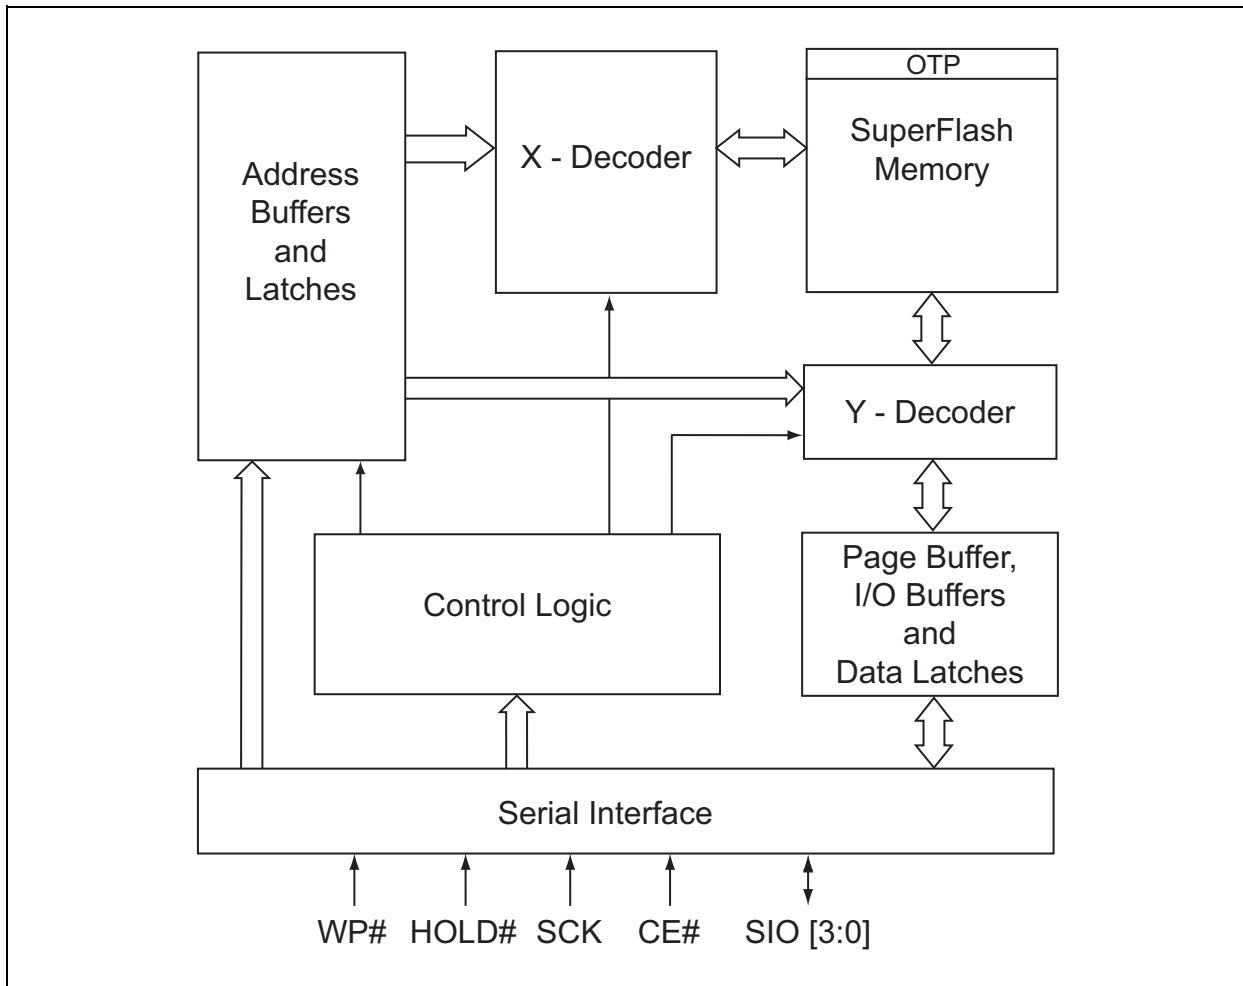 Address
Buffers
and
Latches
X - Decoder
OTP
SuperFlash
Memory
Y - Decoder
Control Logic
Page Buffer,
I/O Buffers
and
Data Latches
Serial Interface
WP# HOLD# SCK CE# SIO [3:0]